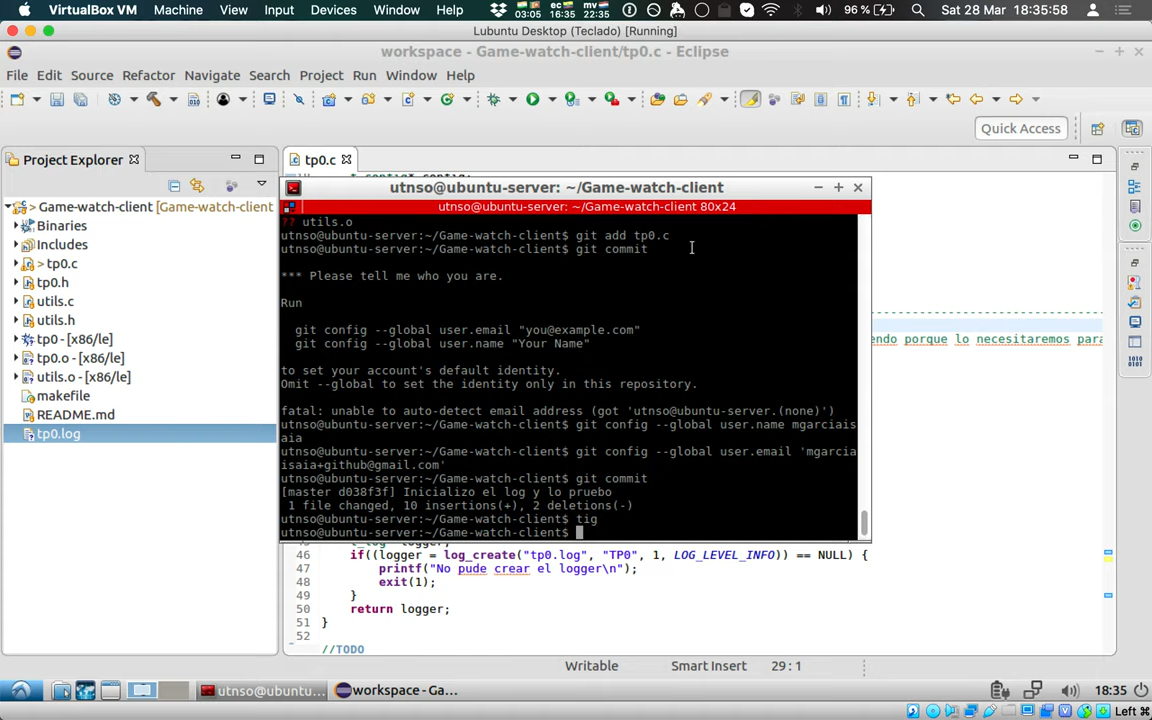 VirtualBox VM Machine View Input Devices Window Help 03:05 ec 16:35 mv 22:35 96 % Sat 28 Mar 18:35:58
Lubuntu Desktop (Teclado) [Running]
workspace - Game-watch-client/tp0.c - Eclipse
File Edit Source Refactor Navigate Search Project Run Window Help
Quick Access
Project Explorer
tp0.c
Game-watch-client [Game-watch-client]
Binaries
Includes
> tp0.c
tp0.h
utils.c
utils.h
tp0 - [x86/le]
tp0.o - [x86/le]
utils.o - [x86/le]
makefile
README.md
tp0.log
utnso@ubuntu-server: ~/Game-watch-client
utnso@ubuntu-server: ~/Game-watch-client 80x24
?? utils.o
utnso@ubuntu-server:~/Game-watch-client$ git add tp0.c
utnso@ubuntu-server:~/Game-watch-client$ git commit
*** Please tell me who you are.
Run
git config --global user.email "you@example.com"
git config --global user.name "Your Name"
to set your account's default identity.
Omit --global to set the identity only in this repository.
fatal: unable to auto-detect email address (got 'utnso@ubuntu-server.(none)')
utnso@ubuntu-server:~/Game-watch-client$ git config --global user.name mgarciais
aia
utnso@ubuntu-server:~/Game-watch-client$ git config --global user.email 'mgarcia
isaia+github@gmail.com'
utnso@ubuntu-server:~/Game-watch-client$ git commit
[master d038f3f] Inicializo el log y lo pruebo
1 file changed, 10 insertions(+), 2 deletions(-)
utnso@ubuntu-server:~/Game-watch-client$ tig
utnso@ubuntu-server:~/Game-watch-client$
endo porque lo necesitaremos para
46 if((logger = log_create("tp0.log", "TP0", 1, LOG_LEVEL_INFO)) == NULL) {
47 printf("No pude crear el logger\n");
48 exit(1);
49 }
50 return logger;
51 }
52
//TODO
Writable Smart Insert 29 : 1
utnso@ubuntu... workspace - Ga... 18:35
Left ⌘